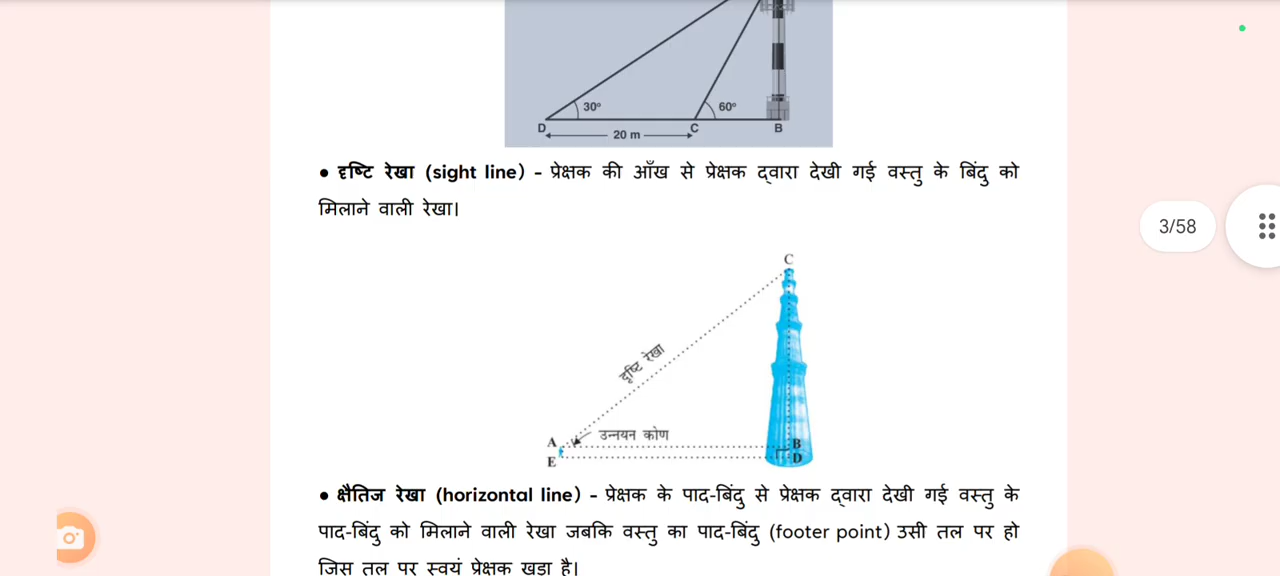 30°
60°
D
C
B
20 m
• दृष्टि रेखा (sight line) - प्रेक्षक की आँख से प्रेक्षक द्वारा देखी गई वस्तु के बिंदु को
मिलाने वाली रेखा।
3/58
C
दृष्टि रेखा
A
उन्नयन कोण
B
E
D
• क्षैतिज रेखा (horizontal line) - प्रेक्षक के पाद-बिंदु से प्रेक्षक द्वारा देखी गई वस्तु के
पाद-बिंदु को मिलाने वाली रेखा जबकि वस्तु का पाद-बिंदु (footer point) उसी तल पर हो
जिस तल पर स्वयं प्रेक्षक खड़ा है।